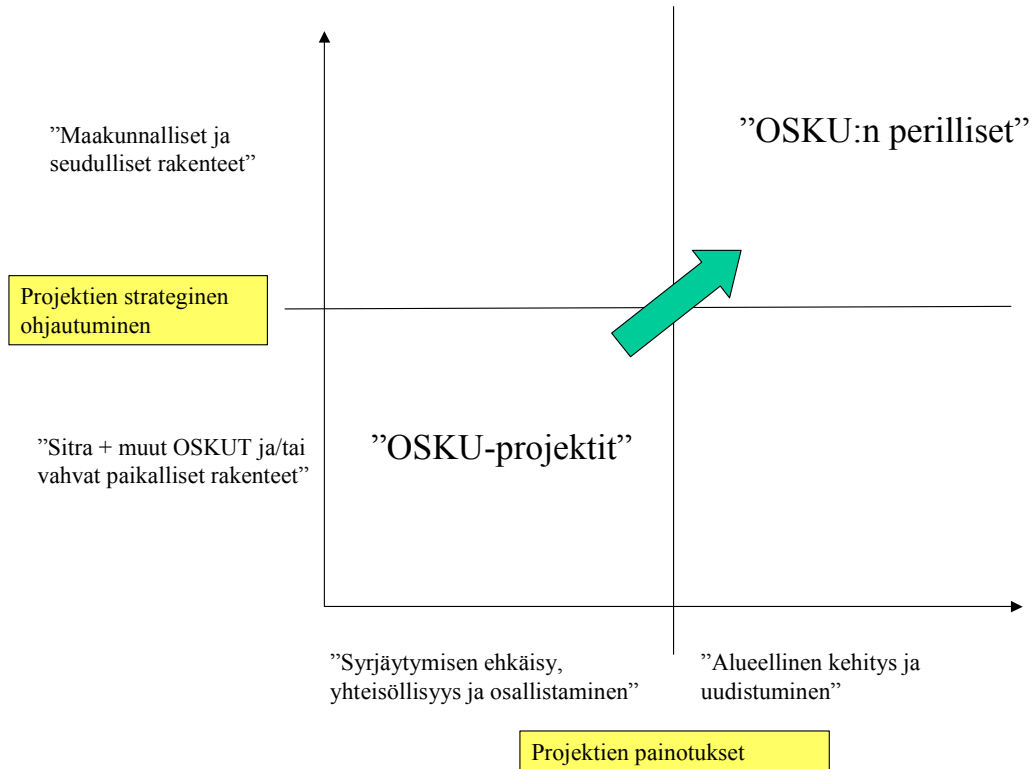 ”Maakunnalliset ja
seudulliset rakenteet”
”OSKU:n perilliset”
Projektien strateginen
ohjautuminen
”Sitra + muut OSKUT ja/tai
vahvat paikalliset rakenteet”
”OSKU-projektit”
”Syrjäytymisen ehkäisy,
yhteisöllisyys ja osallistaminen”
”Alueellinen kehitys ja
uudistuminen”
Projektien painotukset